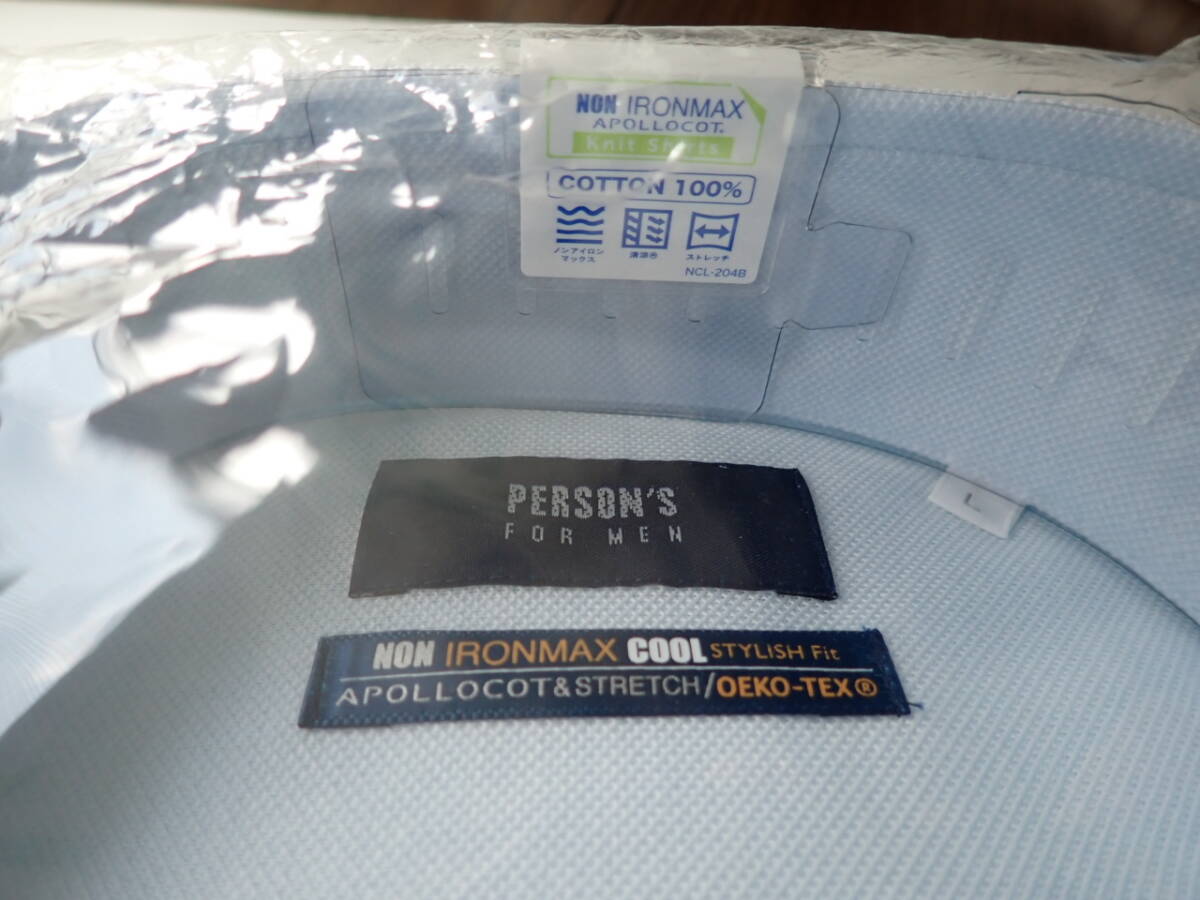 NON IRONMAX
APOLLOCOT®
Knit Shirts
COTTON 100%
ノンアイロン
マックス
清涼
ストレッチ
NCL-204B
PERSON'S
FOR MEN
L
NON IRONMAX COOL STYLISH Fit
APOLLOCOT&STRETCH/OEKO-TEX®